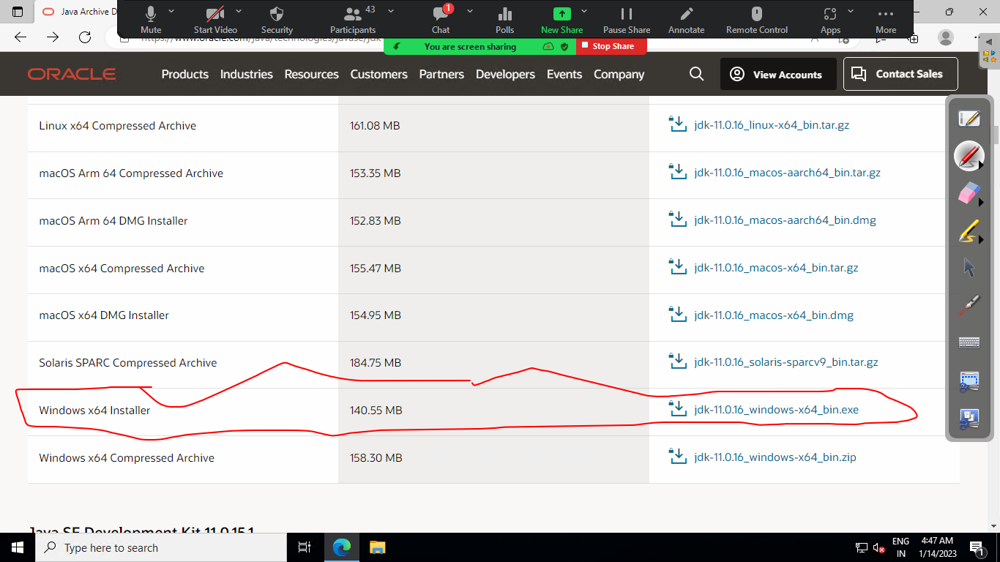 Java Archive D
Mute
Start Video
Security
43
Participants
1
Chat
Polls
New Share
Pause Share
Annotate
Remote Control
Apps
More
You are screen sharing
Stop Share
ORACLE
Products Industries Resources Customers Partners Developers Events Company
View Accounts
Contact Sales
Linux x64 Compressed Archive 161.08 MB jdk-11.0.16_linux-x64_bin.tar.gz
macOS Arm 64 Compressed Archive 153.35 MB jdk-11.0.16_macos-aarch64_bin.tar.gz
macOS Arm 64 DMG Installer 152.83 MB jdk-11.0.16_macos-aarch64_bin.dmg
macOS x64 Compressed Archive 155.47 MB jdk-11.0.16_macos-x64_bin.tar.gz
macOS x64 DMG Installer 154.95 MB jdk-11.0.16_macos-x64_bin.dmg
Solaris SPARC Compressed Archive 184.75 MB jdk-11.0.16_solaris-sparcv9_bin.tar.gz
Windows x64 Installer 140.55 MB jdk-11.0.16_windows-x64_bin.exe
Windows x64 Compressed Archive 158.30 MB jdk-11.0.16_windows-x64_bin.zip
Java SE Development Kit 11.0.15.1
Type here to search
ENG
IN
4:47 AM
1/14/2023
1